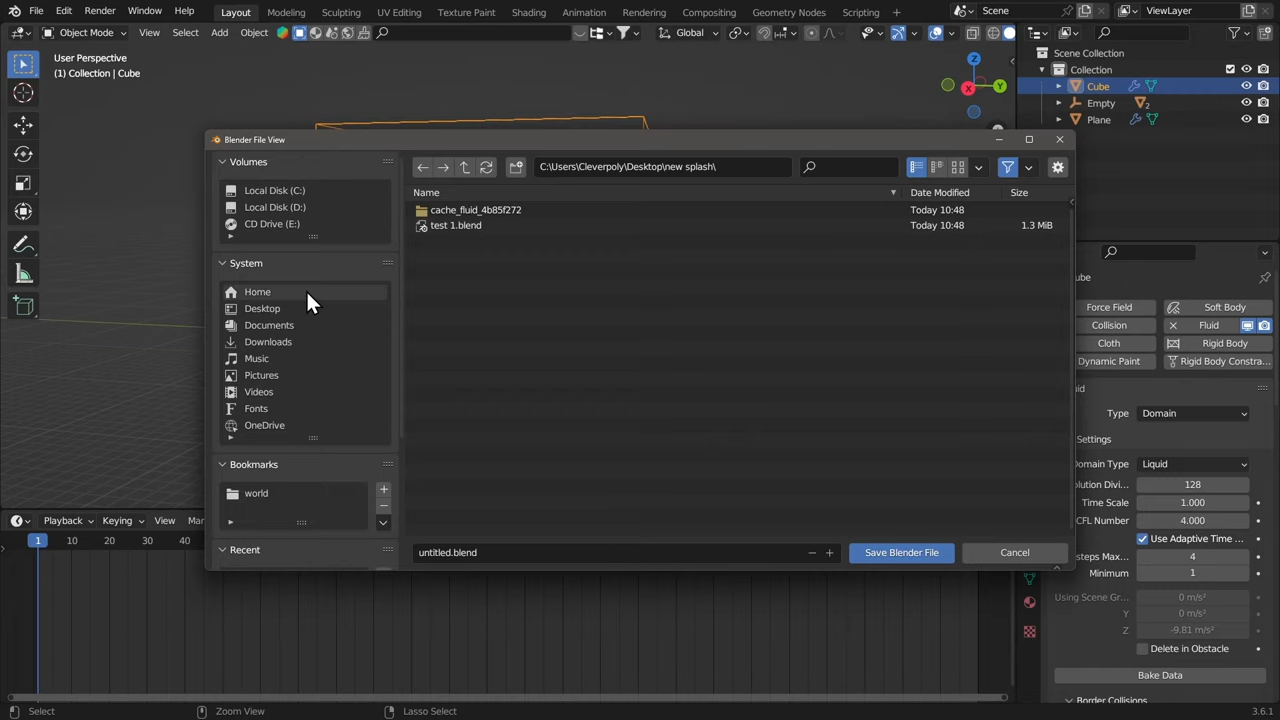 File Edit Render Window Help Layout Modeling Sculpting UV Editing Texture Paint Shading Animation Rendering Compositing Geometry Nodes Scripting Scene ViewLayer
Object Mode View Select Add Object Global
User Perspective
(1) Collection | Cube
Z
X
Y
Scene Collection
Collection
Cube
Empty
2
Plane
Blender File View
Volumes
Local Disk (C:)
Local Disk (D:)
CD Drive (E:)
System
Home
Desktop
Documents
Downloads
Music
Pictures
Videos
Fonts
OneDrive
Bookmarks
world
Recent
C:\Users\Cleverpoly\Desktop\new splash\
Name Date Modified Size
cache_fluid_4b85f272 Today 10:48
test 1.blend Today 10:48 1.3 MiB
untitled.blend Save Blender File Cancel
ube
Force Field Soft Body
Collision Fluid
Cloth Rigid Body
Dynamic Paint Rigid Body Constra...
uid
Type Domain
Settings
Domain Type Liquid
olution Divi... 128
Time Scale 1.000
CFL Number 4.000
Use Adaptive Time ...
esteps Max... 4
Minimum 1
Using Scene Gr... 0 m/s²
Y 0 m/s²
Z -9.81 m/s²
Delete in Obstacle
Bake Data
Border Collisions
Playback Keying View Mar
1 10 20 30 40
Select Zoom View Lasso Select 3.6.1